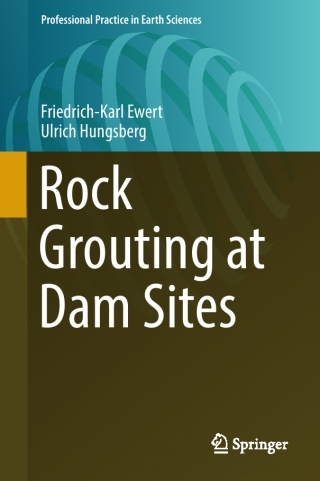 Professional Practice in Earth Sciences
Friedrich-Karl Ewert
Ulrich Hungsberg
Rock
Grouting at
Dam Sites
Springer